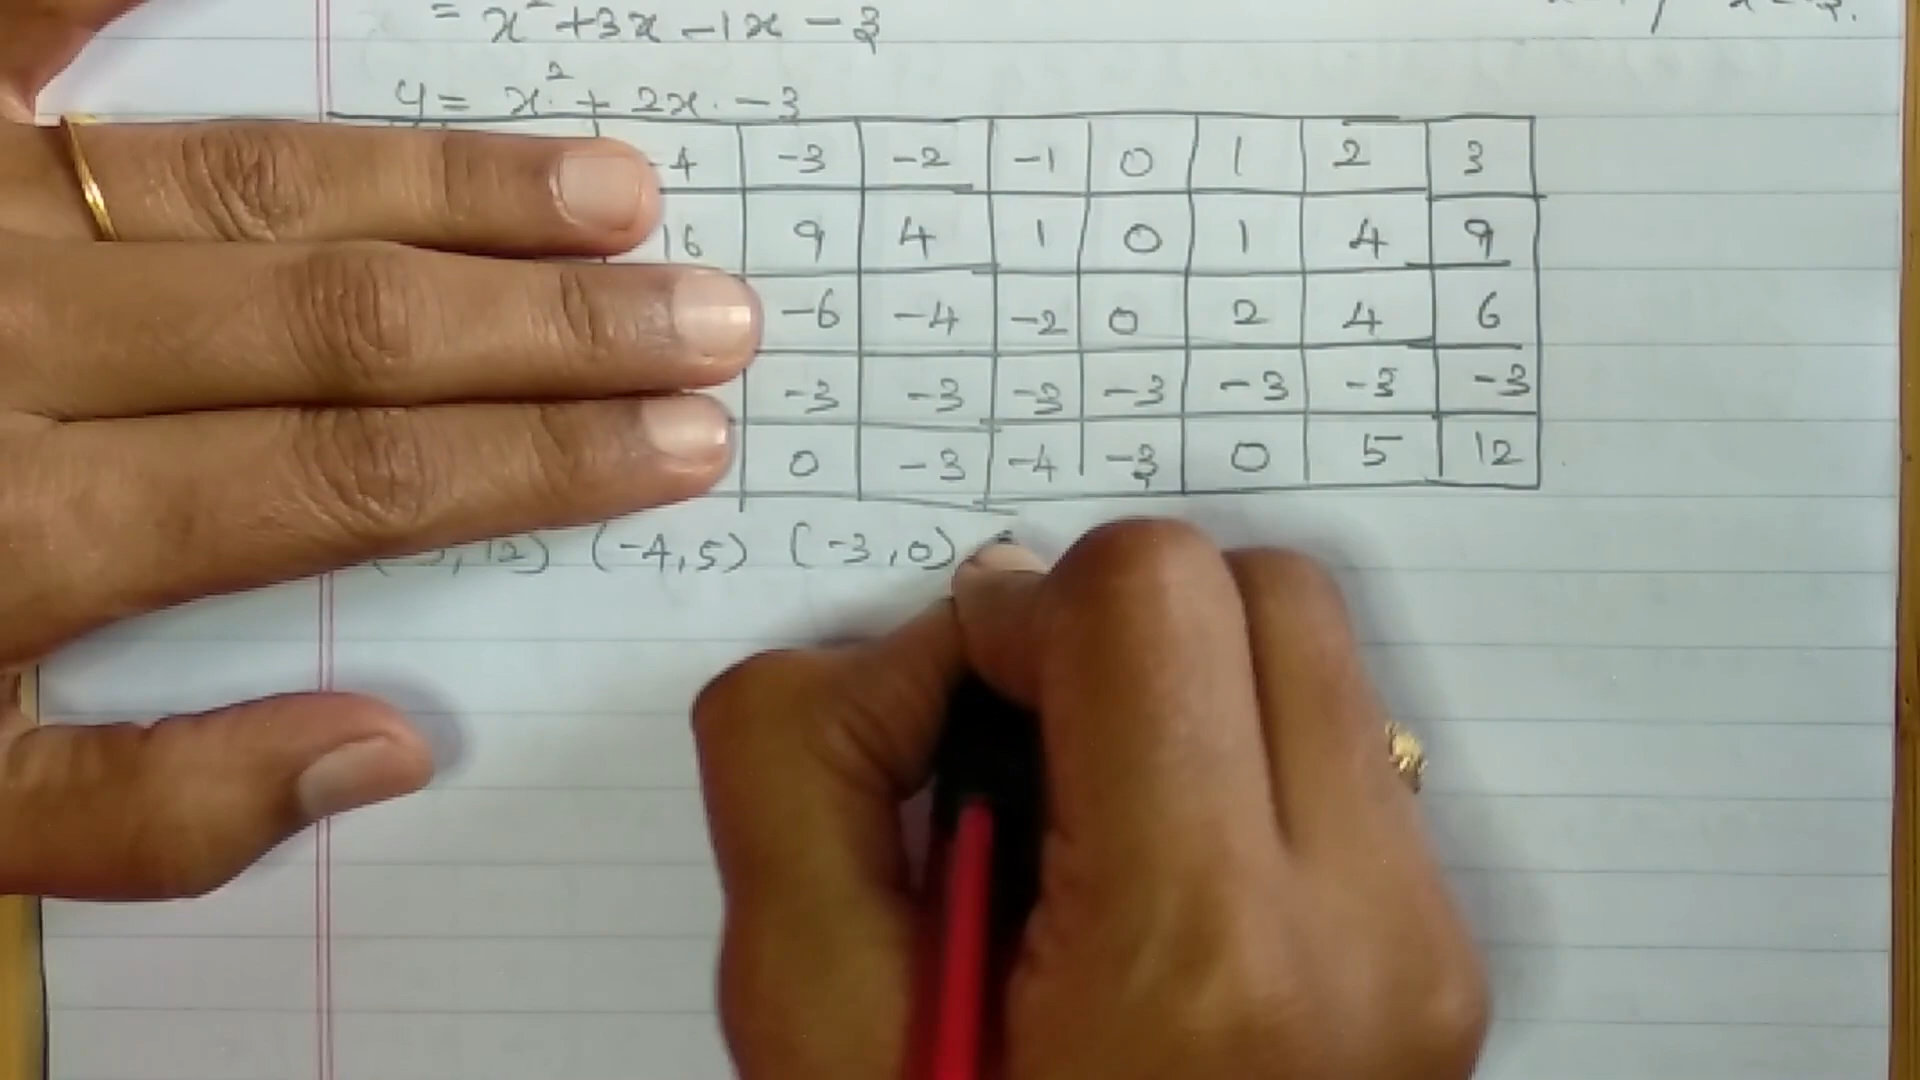 = x²+3x-1x-3
y = x² + 2x - 3
-4 -3 -2 -1 0 1 2 3
16 9 4 1 0 1 4 9
-6 -4 -2 0 2 4 6
-3 -3 -3 -3 -3 -3 -3
0 -3 -4 -3 0 5 12
,12) (-4,5) (-3,0)